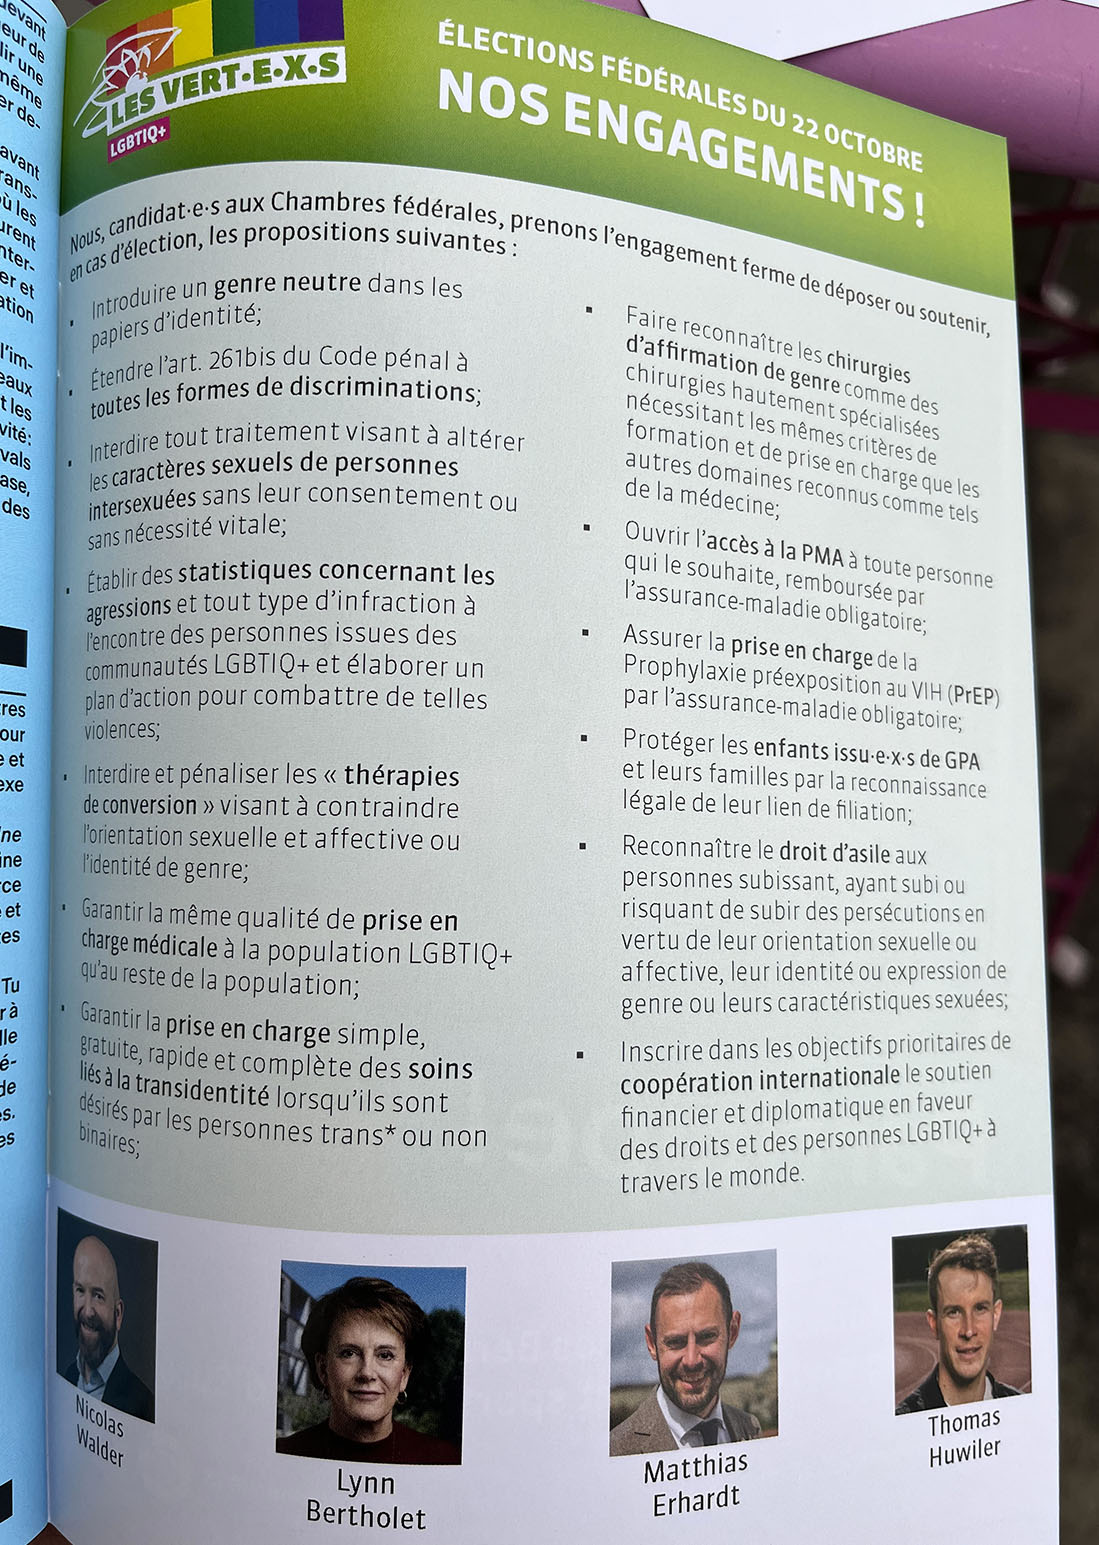 LES VERT·E·X·S
LGBTIQ+
ÉLECTIONS FÉDÉRALES DU 22 OCTOBRE
NOS ENGAGEMENTS !
Nous, candidat·e·s aux Chambres fédérales, prenons l'engagement ferme de déposer ou soutenir,
en cas d'élection, les propositions suivantes :
▪ Introduire un genre neutre dans les
papiers d'identité;
▪ Étendre l'art. 261bis du Code pénal à
toutes les formes de discriminations;
▪ Interdire tout traitement visant à altérer
les caractères sexuels de personnes
intersexuées sans leur consentement ou
sans nécessité vitale;
▪ Établir des statistiques concernant les
agressions et tout type d'infraction à
l'encontre des personnes issues des
communautés LGBTIQ+ et élaborer un
plan d'action pour combattre de telles
violences;
▪ Interdire et pénaliser les « thérapies
de conversion » visant à contraindre
l'orientation sexuelle et affective ou
l'identité de genre;
▪ Garantir la même qualité de prise en
charge médicale à la population LGBTIQ+
qu'au reste de la population;
▪ Garantir la prise en charge simple,
gratuite, rapide et complète des soins
liés à la transidentité lorsqu'ils sont
désirés par les personnes trans* ou non
binaires;
▪ Faire reconnaître les chirurgies
d'affirmation de genre comme des
chirurgies hautement spécialisées
nécessitant les mêmes critères de
formation et de prise en charge que les
autres domaines reconnus comme tels
de la médecine;
▪ Ouvrir l'accès à la PMA à toute personne
qui le souhaite, remboursée par
l'assurance-maladie obligatoire;
▪ Assurer la prise en charge de la
Prophylaxie préexposition au VIH (PrEP)
par l'assurance-maladie obligatoire;
▪ Protéger les enfants issu·e·x·s de GPA
et leurs familles par la reconnaissance
légale de leur lien de filiation;
▪ Reconnaître le droit d'asile aux
personnes subissant, ayant subi ou
risquant de subir des persécutions en
vertu de leur orientation sexuelle ou
affective, leur identité ou expression de
genre ou leurs caractéristiques sexuées;
▪ Inscrire dans les objectifs prioritaires de
coopération internationale le soutien
financier et diplomatique en faveur
des droits et des personnes LGBTIQ+ à
travers le monde.
Nicolas
Walder
Lynn
Bertholet
Matthias
Erhardt
Thomas
Huwiler